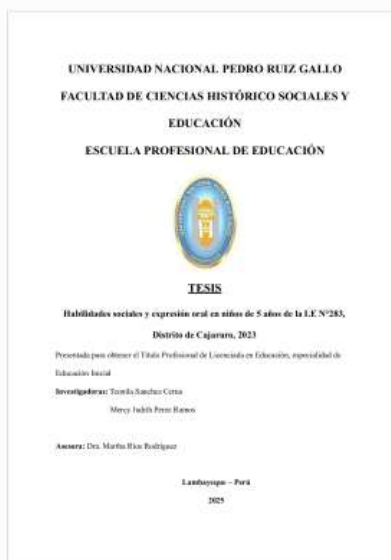 UNIVERSIDAD NACIONAL PEDRO RUIZ GALLO
FACULTAD DE CIENCIAS HISTÓRICO SOCIALES Y
EDUCACIÓN
ESCUELA PROFESIONAL DE EDUCACIÓN
TESIS
Habilidades sociales y expresión oral en niños de 5 años de la I.E N°283,
Distrito de Cajaruro, 2023
Presentada para obtener el Título Profesional de Licenciada en Educación, especialidad de
Educación Inicial
Investigadoras: Teonila Sanchez Cerna
Mercy Judith Perez Ramos
Asesora: Dra. Martha Rios Rodriguez
Lambayeque – Perú
2025